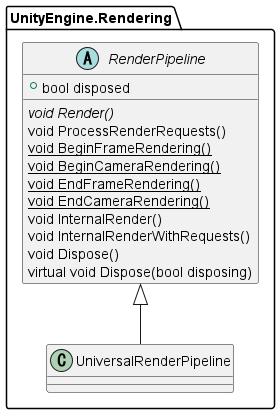 UnityEngine.Rendering
A RenderPipeline
bool disposed
void Render()
void ProcessRenderRequests()
void BeginFrameRendering()
void BeginCameraRendering()
void EndFrameRendering()
void EndCameraRendering()
void InternalRender()
void InternalRenderWithRequests()
void Dispose()
virtual void Dispose(bool disposing)
C UniversalRenderPipeline